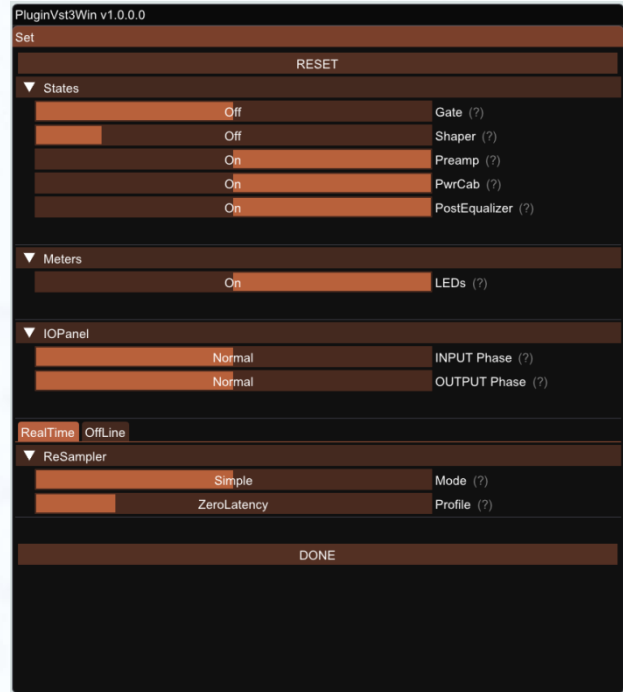 PluginVst3Win v1.0.0.0
Set
RESET
States
Off Gate (?)
Off Shaper (?)
On Preamp (?)
On PwrCab (?)
On PostEqualizer (?)
Meters
On LEDs (?)
IOPanel
Normal INPUT Phase (?)
Normal OUTPUT Phase (?)
RealTime OffLine
ReSampler
Simple Mode (?)
ZeroLatency Profile (?)
DONE